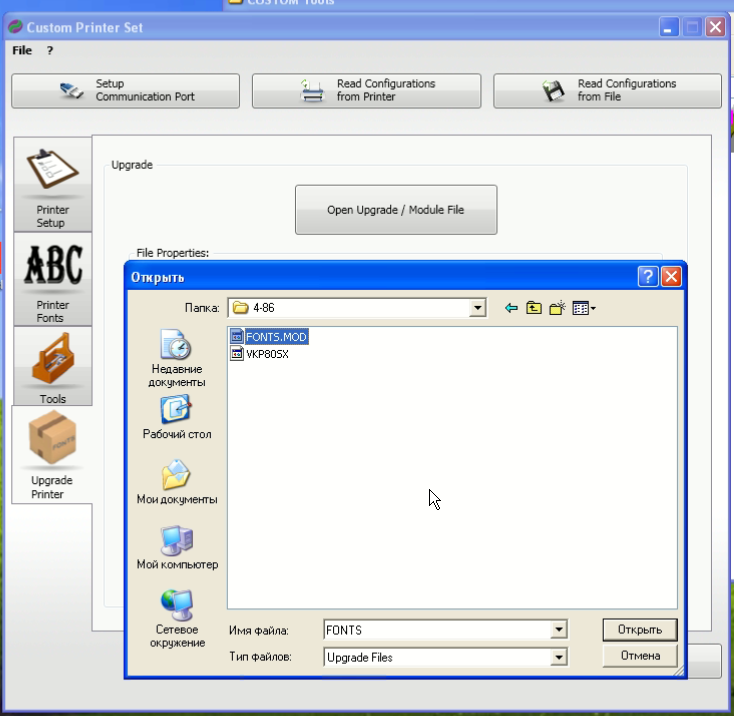 CUSTOM Tools
Custom Printer Set
File ?
Setup
Communication Port
Read Configurations
from Printer
Read Configurations
from File
Printer
Setup
ABC
Printer
Fonts
Tools
FONTS
Upgrade
Printer
Upgrade
Open Upgrade / Module File
File Properties:
Открыть
Папка: 4-86
Недавние
документы
Рабочий стол
Мои документы
Мой компьютер
Сетевое
окружение
FONTS.MOD
VKP80SX
Имя файла: FONTS
Открыть
Тип файлов: Upgrade Files
Отмена